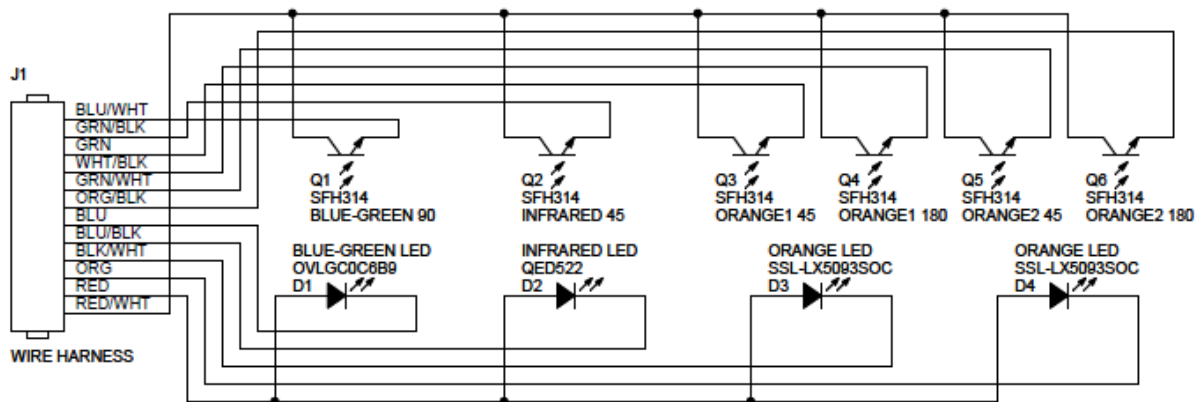 J1
BLU/WHT
GRN/BLK
GRN
WHT/BLK
GRN/WHT
ORG/BLK
BLU
BLU/BLK
BLK/WHT
ORG
RED
RED/WHT
WIRE HARNESS
Q1
SFH314
BLUE-GREEN 90
Q2
SFH314
INFRARED 45
Q3
SFH314
ORANGE1 45
Q4
SFH314
ORANGE1 180
Q5
SFH314
ORANGE2 45
Q6
SFH314
ORANGE2 180
BLUE-GREEN LED
OVLGC0C6B9
D1
INFRARED LED
QED522
D2
ORANGE LED
SSL-LX5093SOC
D3
ORANGE LED
SSL-LX5093SOC
D4